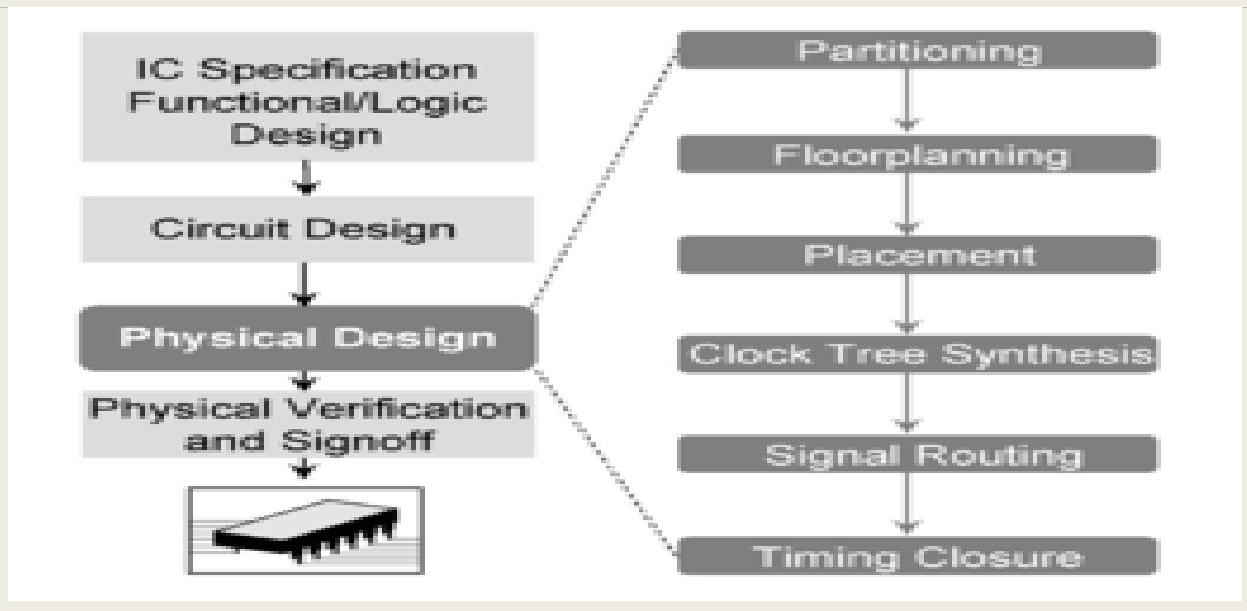 IC Specification
Functional/Logic
Design
Circuit Design
Physical Design
Physical Verification
and Signoff
Partitioning
Floorplanning
Placement
Clock Tree Synthesis
Signal Routing
Timing Closure